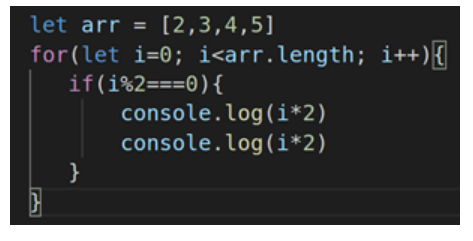 let arr = [2,3,4,5]
for(let i=0; i<arr.length; i++){
    if(i%2===0){
        console.log(i*2)
        console.log(i*2)
    }
}